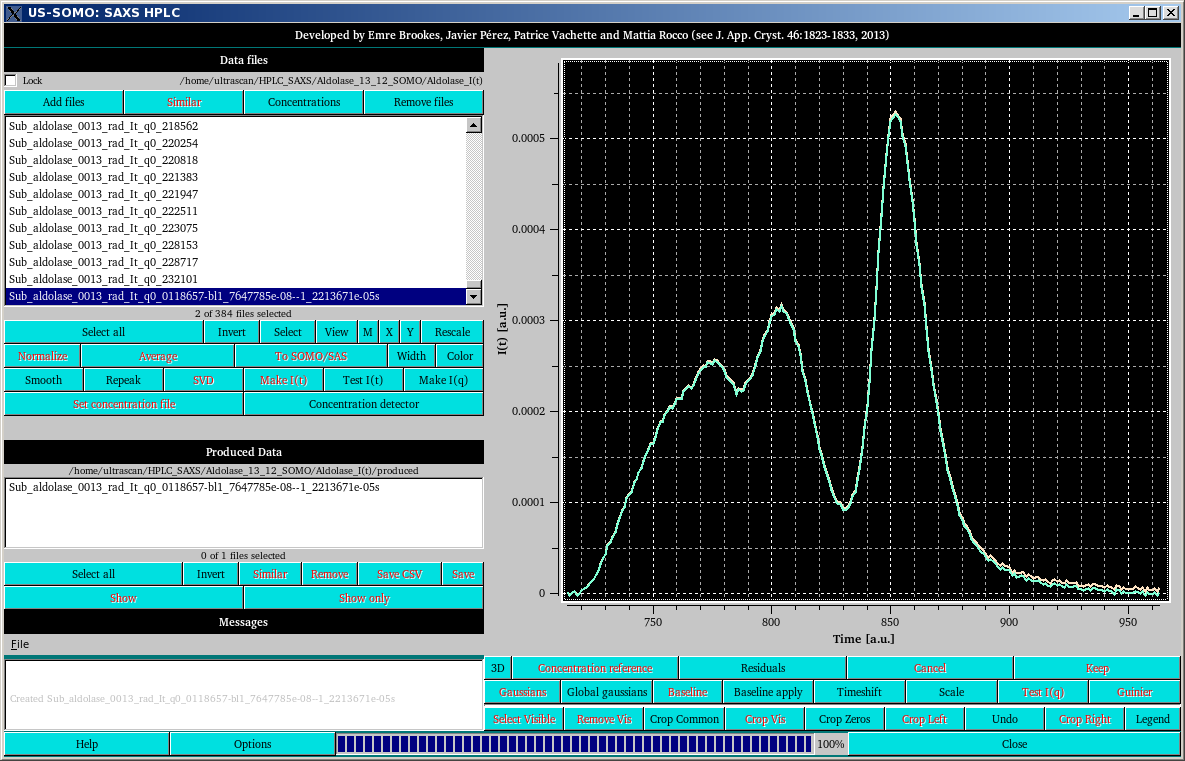 US-SOMO: SAXS HPLC
Developed by Emre Brookes, Javier Pérez, Patrice Vachette and Mattia Rocco (see J. App. Cryst. 46:1823-1833, 2013)
Data files
Lock /home/ultrascan/HPLC_SAXS/Aldolase_13_12_SOMO/Aldolase_I(t)
Add files Similar Concentrations Remove files
Sub_aldolase_0013_rad_It_q0_218562
Sub_aldolase_0013_rad_It_q0_220254
Sub_aldolase_0013_rad_It_q0_220818
Sub_aldolase_0013_rad_It_q0_221383
Sub_aldolase_0013_rad_It_q0_221947
Sub_aldolase_0013_rad_It_q0_222511
Sub_aldolase_0013_rad_It_q0_223075
Sub_aldolase_0013_rad_It_q0_228153
Sub_aldolase_0013_rad_It_q0_228717
Sub_aldolase_0013_rad_It_q0_232101
Sub_aldolase_0013_rad_It_q0_0118657-bl1_7647785e-08--1_2213671e-05s
2 of 384 files selected
Select all Invert Select View M X Y Rescale
Normalize Average To SOMO/SAS Width Color
Smooth Repeak SVD Make I(t) Test I(t) Make I(q)
Set concentration file Concentration detector
Produced Data
/home/ultrascan/HPLC_SAXS/Aldolase_13_12_SOMO/Aldolase_I(t)/produced
Sub_aldolase_0013_rad_It_q0_0118657-bl1_7647785e-08--1_2213671e-05s
0 of 1 files selected
Select all Invert Similar Remove Save CSV Save
Show Show only
Messages
File
Created Sub_aldolase_0013_rad_It_q0_0118657-bl1_7647785e-08--1_2213671e-05s
Help Options 100% Close
I(t) [a.u.]
0.0005
0.0004
0.0003
0.0002
0.0001
0
750 800 850 900 950
Time [a.u.]
3D Concentration reference Residuals Cancel Keep
Gaussians Global gaussians Baseline Baseline apply Timeshift Scale Test I(q) Guinier
Select Visible Remove Vis Crop Common Crop Vis Crop Zeros Crop Left Undo Crop Right Legend